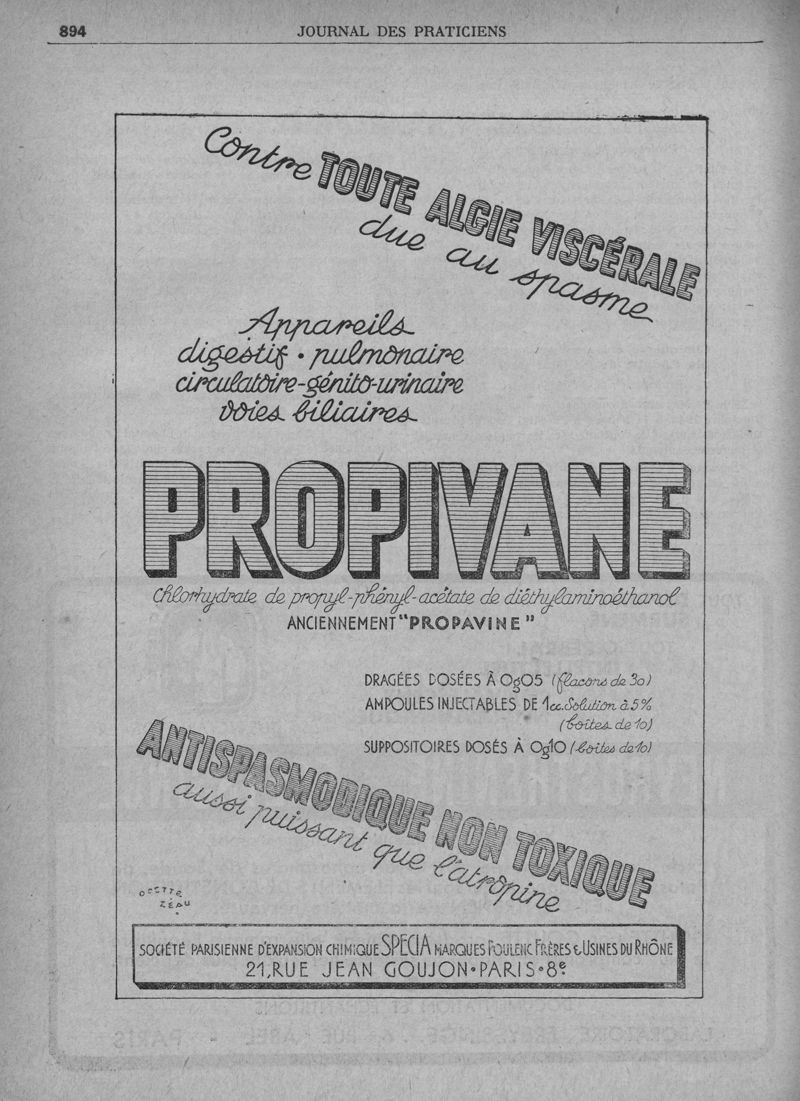 894
JOURNAL DES PRATICIENS
Contre TOUTE ALGIE VISCÉRALE
due au spasme
Appareils
digestif • pulmonaire
circulatoire-génito-urinaire
voies biliaires
PROPIVANE
Chlorhydrate de propyl-phényl-acétate de diéthylaminoéthanol
ANCIENNEMENT "PROPAVINE"
DRAGÉES DOSÉES À 0g05 (flacons de 30)
AMPOULES INJECTABLES DE 1cc. Solution à 5%
(boîtes de 10)
SUPPOSITOIRES DOSÉS À 0g10 (boîtes de 10)
ANTISPASMODIQUE NON TOXIQUE
aussi puissant que l'atropine
SOCIÉTÉ PARISIENNE D'EXPANSION CHIMIQUE SPECIA MARQUES POULENC FRÈRES & USINES DU RHÔNE
21, RUE JEAN GOUJON • PARIS • 8e